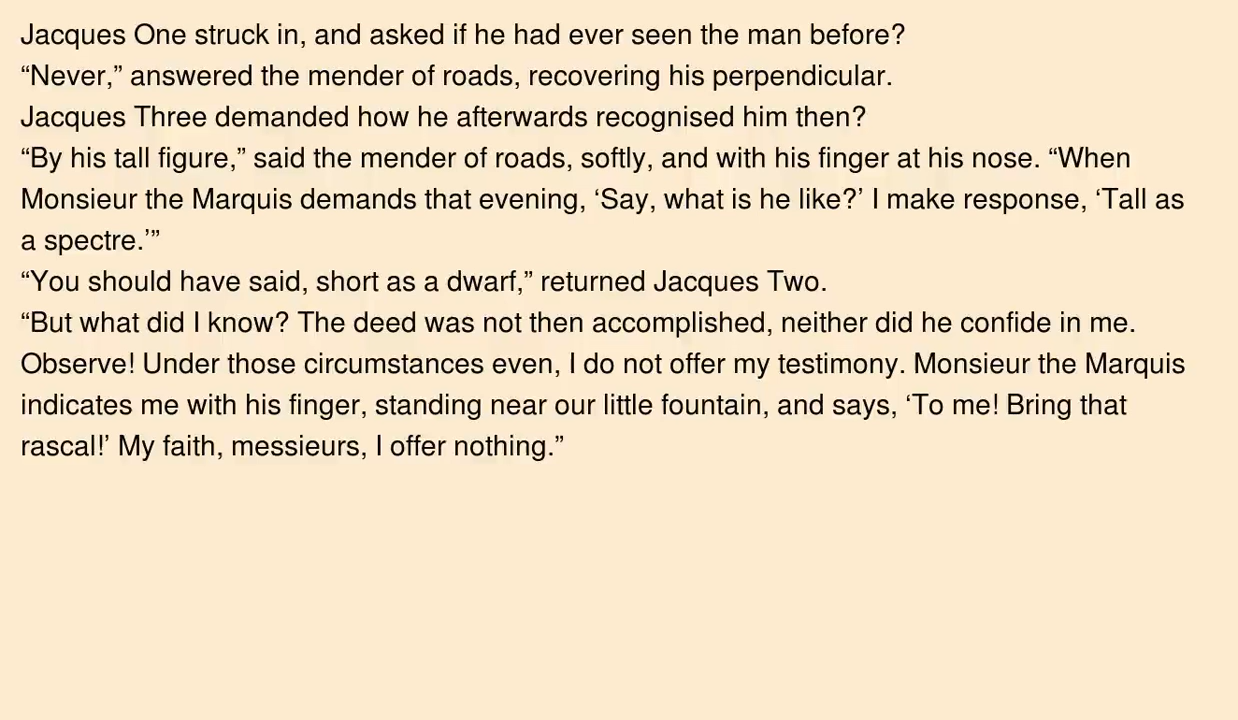 Jacques One struck in, and asked if he had ever seen the man before?
“Never,” answered the mender of roads, recovering his perpendicular.
Jacques Three demanded how he afterwards recognised him then?
“By his tall figure,” said the mender of roads, softly, and with his finger at his nose. “When
Monsieur the Marquis demands that evening, ‘Say, what is he like?’ I make response, ‘Tall as
a spectre.’”
“You should have said, short as a dwarf,” returned Jacques Two.
“But what did I know? The deed was not then accomplished, neither did he confide in me.
Observe! Under those circumstances even, I do not offer my testimony. Monsieur the Marquis
indicates me with his finger, standing near our little fountain, and says, ‘To me! Bring that
rascal!’ My faith, messieurs, I offer nothing.”